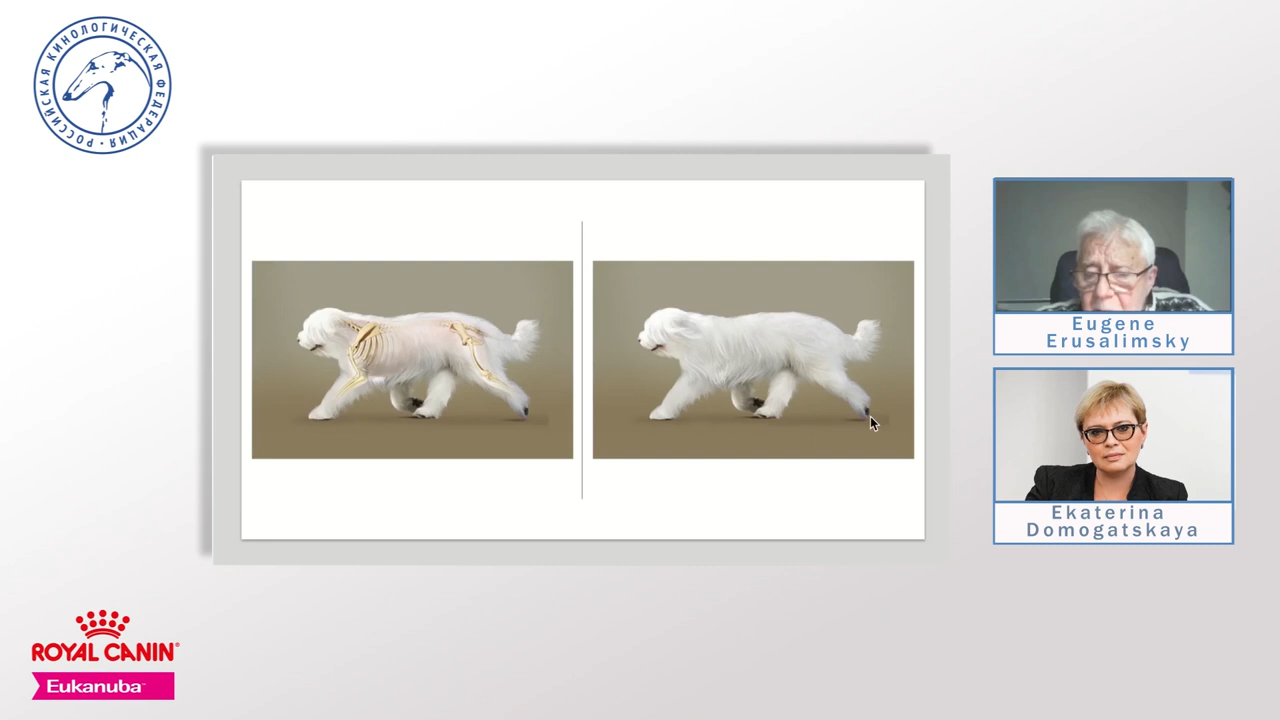 РОССИЙСКАЯ КИНОЛОГИЧЕСКАЯ ФЕДЕРАЦИЯ
Eugene
Erusalimsky
Ekaterina
Domogatskaya
ROYAL CANIN
Eukanuba